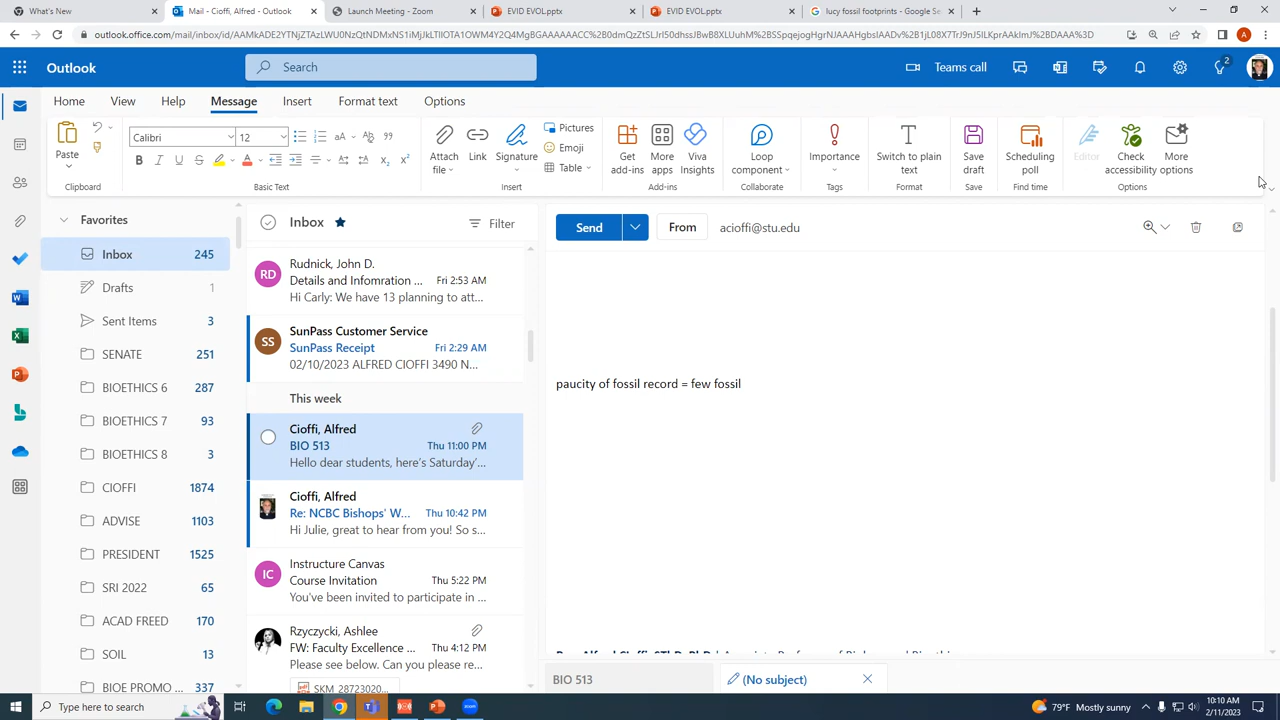 What's New
Mail - Cioffi, Alfred - Outlook
Launch Meeting - Zoom
EVID EVOL.pptx
EVID EVOL.pptx
lucy fossil footprints - Google Se
Outlook
Search
Teams call
2
Home View Help Message Insert Format text Options
Paste
Clipboard
Calibri 12
Basic Text
Attach file
Link
Signature
Pictures
Emoji
Table
Insert
Get add-ins
More apps
Viva Insights
Add-ins
Loop component
Collaborate
Importance
Tags
Switch to plain text
Format
Save draft
Save
Scheduling poll
Find time
Editor
Check accessibility
More options
Options
Favorites
Inbox 245
Drafts 1
Sent Items 3
SENATE 251
BIOETHICS 6 287
BIOETHICS 7 93
BIOETHICS 8 3
CIOFFI 1874
ADVISE 1103
PRESIDENT 1525
SRI 2022 65
ACAD FREED 170
SOIL 13
BIOE PROMO ... 337
Inbox
Filter
RD
Rudnick, John D.
Details and Infomration ... Fri 2:53 AM
Hi Carly: We have 13 planning to att...
SS
SunPass Customer Service
SunPass Receipt Fri 2:29 AM
02/10/2023 ALFRED CIOFFI 3490 N...
This week
Cioffi, Alfred
BIO 513 Thu 11:00 PM
Hello dear students, here's Saturday'...
Cioffi, Alfred
Re: NCBC Bishops' W... Thu 10:42 PM
Hi Julie, great to hear from you! So s...
IC
Instructure Canvas
Course Invitation Thu 5:22 PM
You've been invited to participate in ...
Rzyczycki, Ashlee
FW: Faculty Excellence ... Thu 4:12 PM
Please see below. Can you please re...
SKM_28723020...
Send
From
acioffi@stu.edu
paucity of fossil record = few fossil
BIO 513
(No subject)
Type here to search
79°F Mostly sunny
10:10 AM
2/11/2023